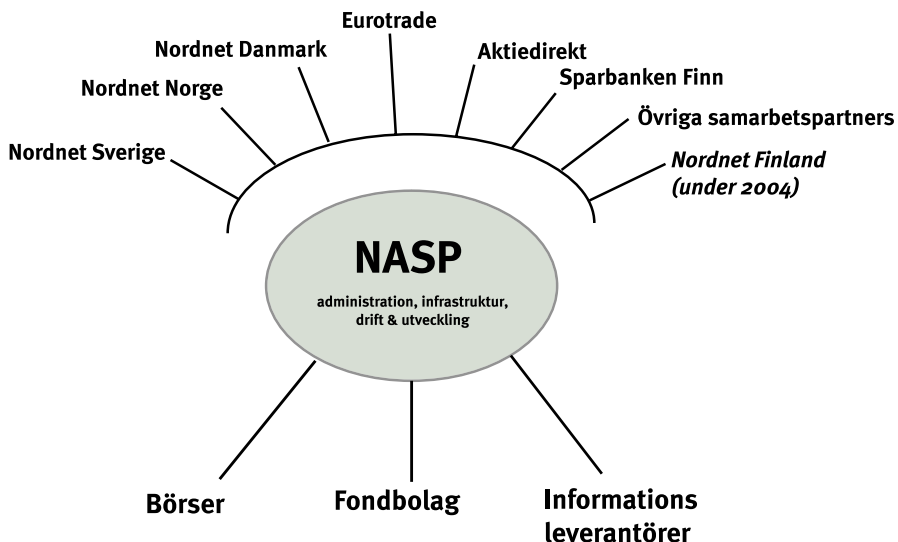 Eurotrade
Nordnet Danmark
Aktiedirekt
Nordnet Norge
Sparbanken Finn
Övriga samarbetspartners
Nordnet Sverige
Nordnet Finland
(under 2004)
NASP
administration, infrastruktur,
drift & utveckling
Börser
Fondbolag
Informations
leverantörer